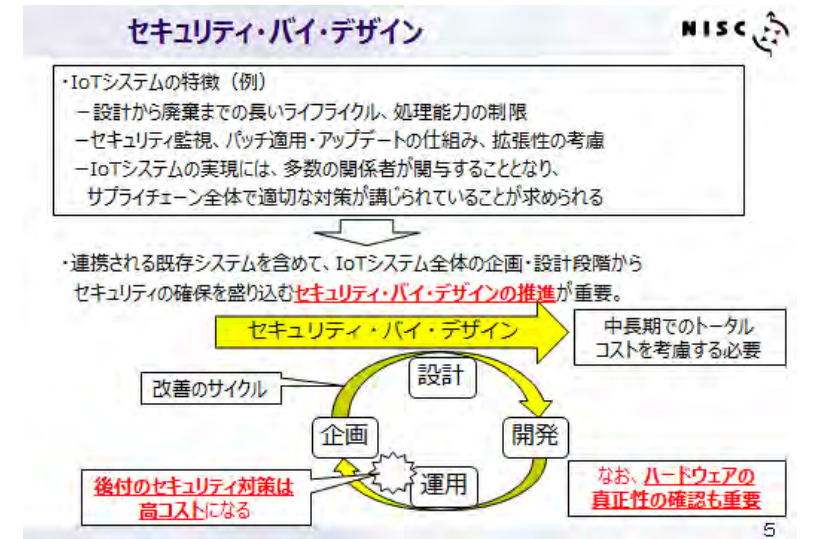 セキュリティ・バイ・デザイン
NISC
・IoTシステムの特徴（例）
－設計から廃棄までの長いライフライクル、処理能力の制限
－セキュリティ監視、パッチ適用・アップデートの仕組み、拡張性の考慮
－IoTシステムの実現には、多数の関係者が関与することとなり、
サプライチェーン全体で適切な対策が講じられていることが求められる
・連携される既存システムを含めて、IoTシステム全体の企画・設計段階から
セキュリティの確保を盛り込むセキュリティ・バイ・デザインの推進が重要。
セキュリティ・バイ・デザイン
中長期でのトータル
コストを考慮する必要
改善のサイクル
設計
企画
開発
運用
後付のセキュリティ対策は
高コストになる
なお、ハードウェアの
真正性の確認も重要
5